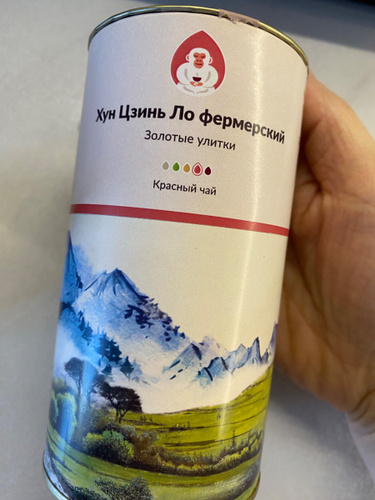 Хун Цзинь Ло фермерский
Золотые улитки
Красный чай